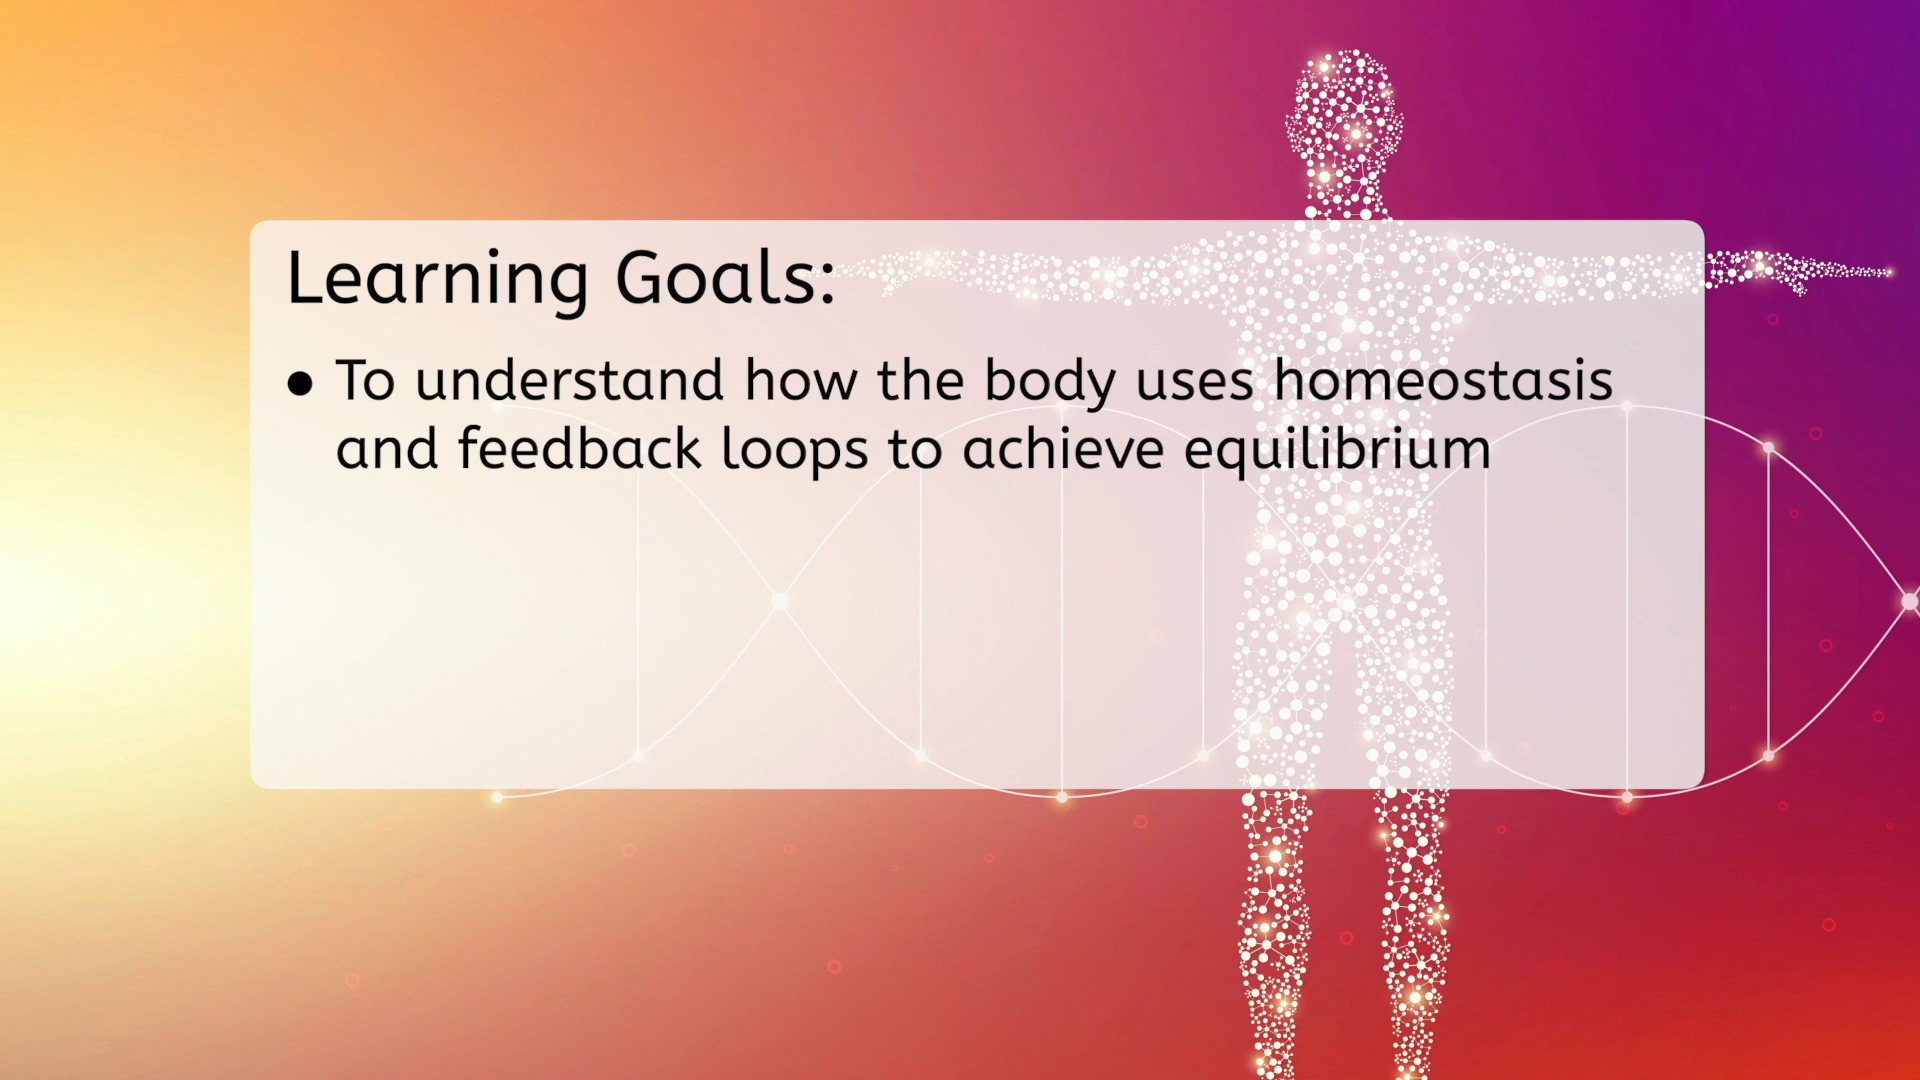 Learning Goals:
● To understand how the body uses homeostasis
and feedback loops to achieve equilibrium